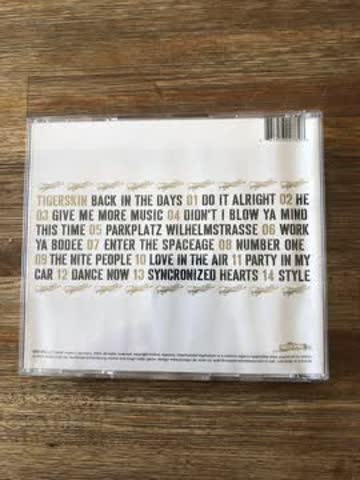 TIGERSKIN BACK IN THE DAYS 01 DO IT ALRIGHT 02 HE
03 GIVE ME MORE MUSIC 04 DIDN'T I BLOW YA MIND
THIS TIME 05 PARKPLATZ WILHELMSTRASSE 06 WORK
YA BODEE 07 ENTER THE SPACEAGE 08 NUMBER ONE
09 THE NITE PEOPLE 10 LOVE IN THE AIR 11 PARTY IN MY
CAR 12 DANCE NOW 13 SYNCRONIZED HEARTS 14 STYLE